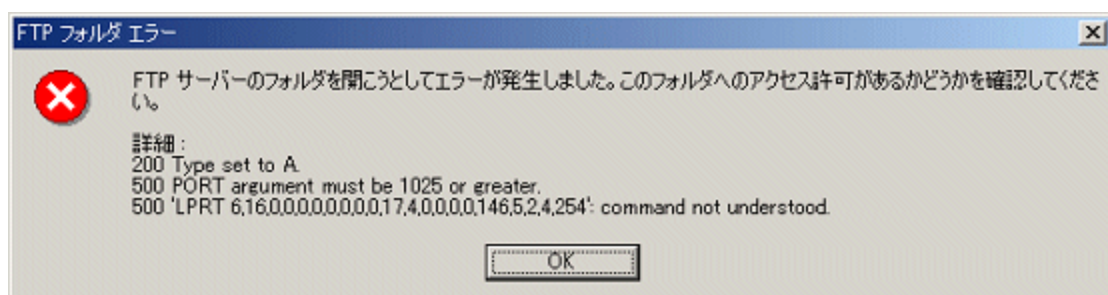 FTP フォルダ エラー
FTP サーバーのフォルダを開こうとしてエラーが発生しました。このフォルダへのアクセス許可があるかどうかを確認してくださ
い。
詳細 :
200 Type set to A.
500 PORT argument must be 1025 or greater.
500 'LPRT 6,16,0,0,0,0,0,0,0,0,17,4,0,0,0,0,146,5,2,4,254': command not understood.
OK